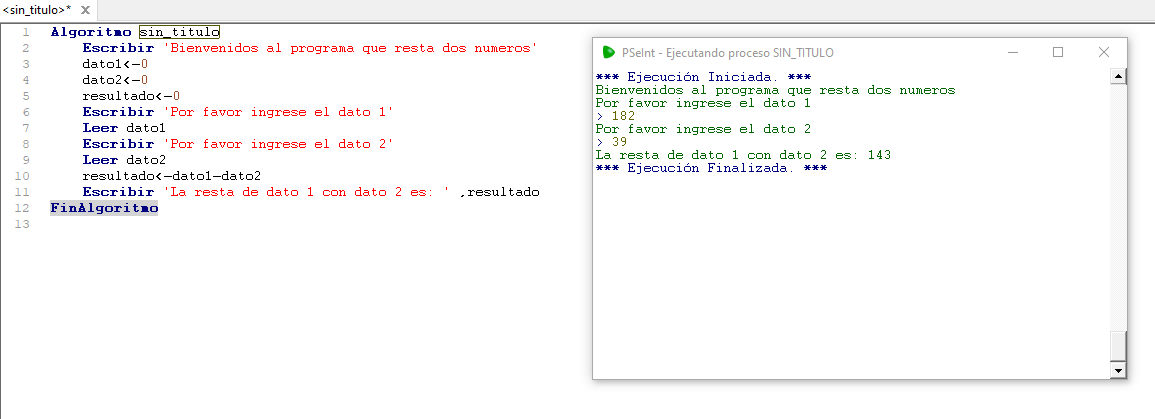 <sin_titulo>* X
1 Algoritmo sin_titulo
2 Escribir 'Bienvenidos al programa que resta dos numeros'
3 dato1<-0
4 dato2<-0
5 resultado<-0
6 Escribir 'Por favor ingrese el dato 1'
7 Leer dato1
8 Escribir 'Por favor ingrese el dato 2'
9 Leer dato2
10 resultado<-dato1-dato2
11 Escribir 'La resta de dato 1 con dato 2 es: ' ,resultado
12 FinAlgoritmo
13
PSeInt - Ejecutando proceso SIN_TITULO
*** Ejecución Iniciada. ***
Bienvenidos al programa que resta dos numeros
Por favor ingrese el dato 1
> 182
Por favor ingrese el dato 2
> 39
La resta de dato 1 con dato 2 es: 143
*** Ejecución Finalizada. ***